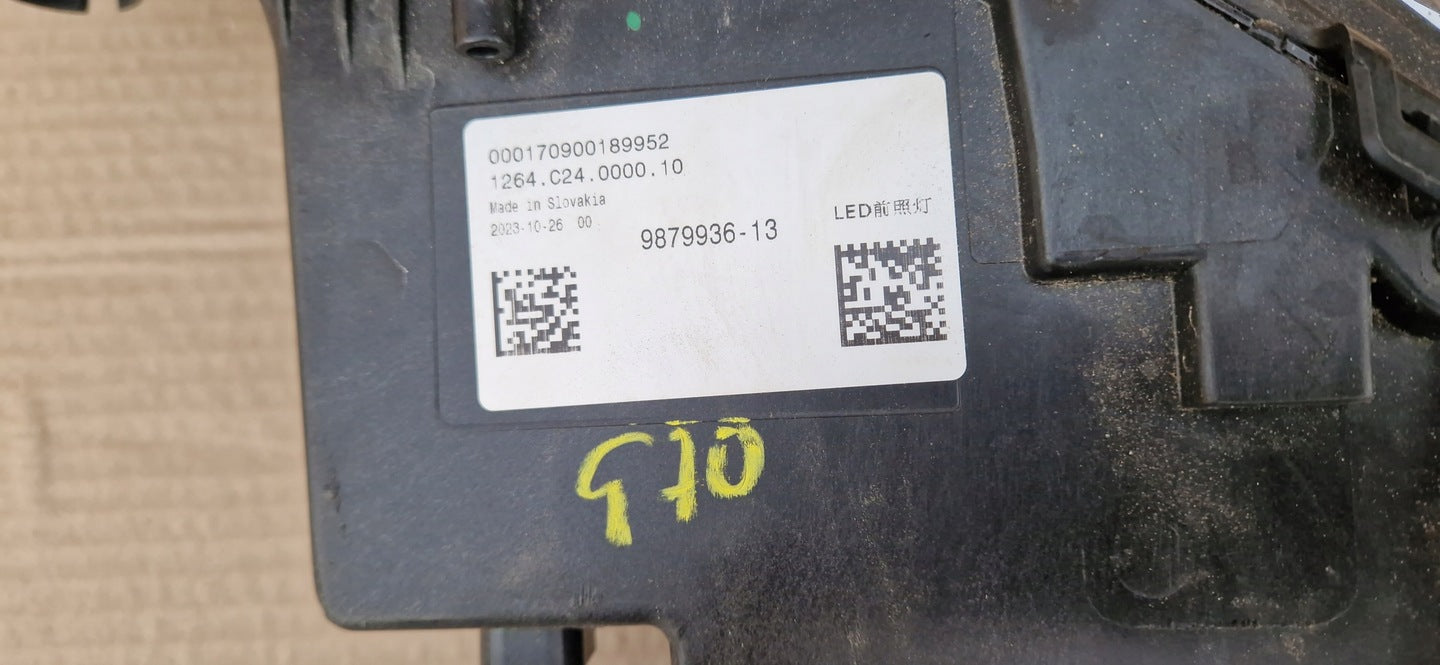 000170900189952
1264.C24.0000.10
Made in Slovakia
2023-10-26 00
9879936-13
LED前照灯
G70